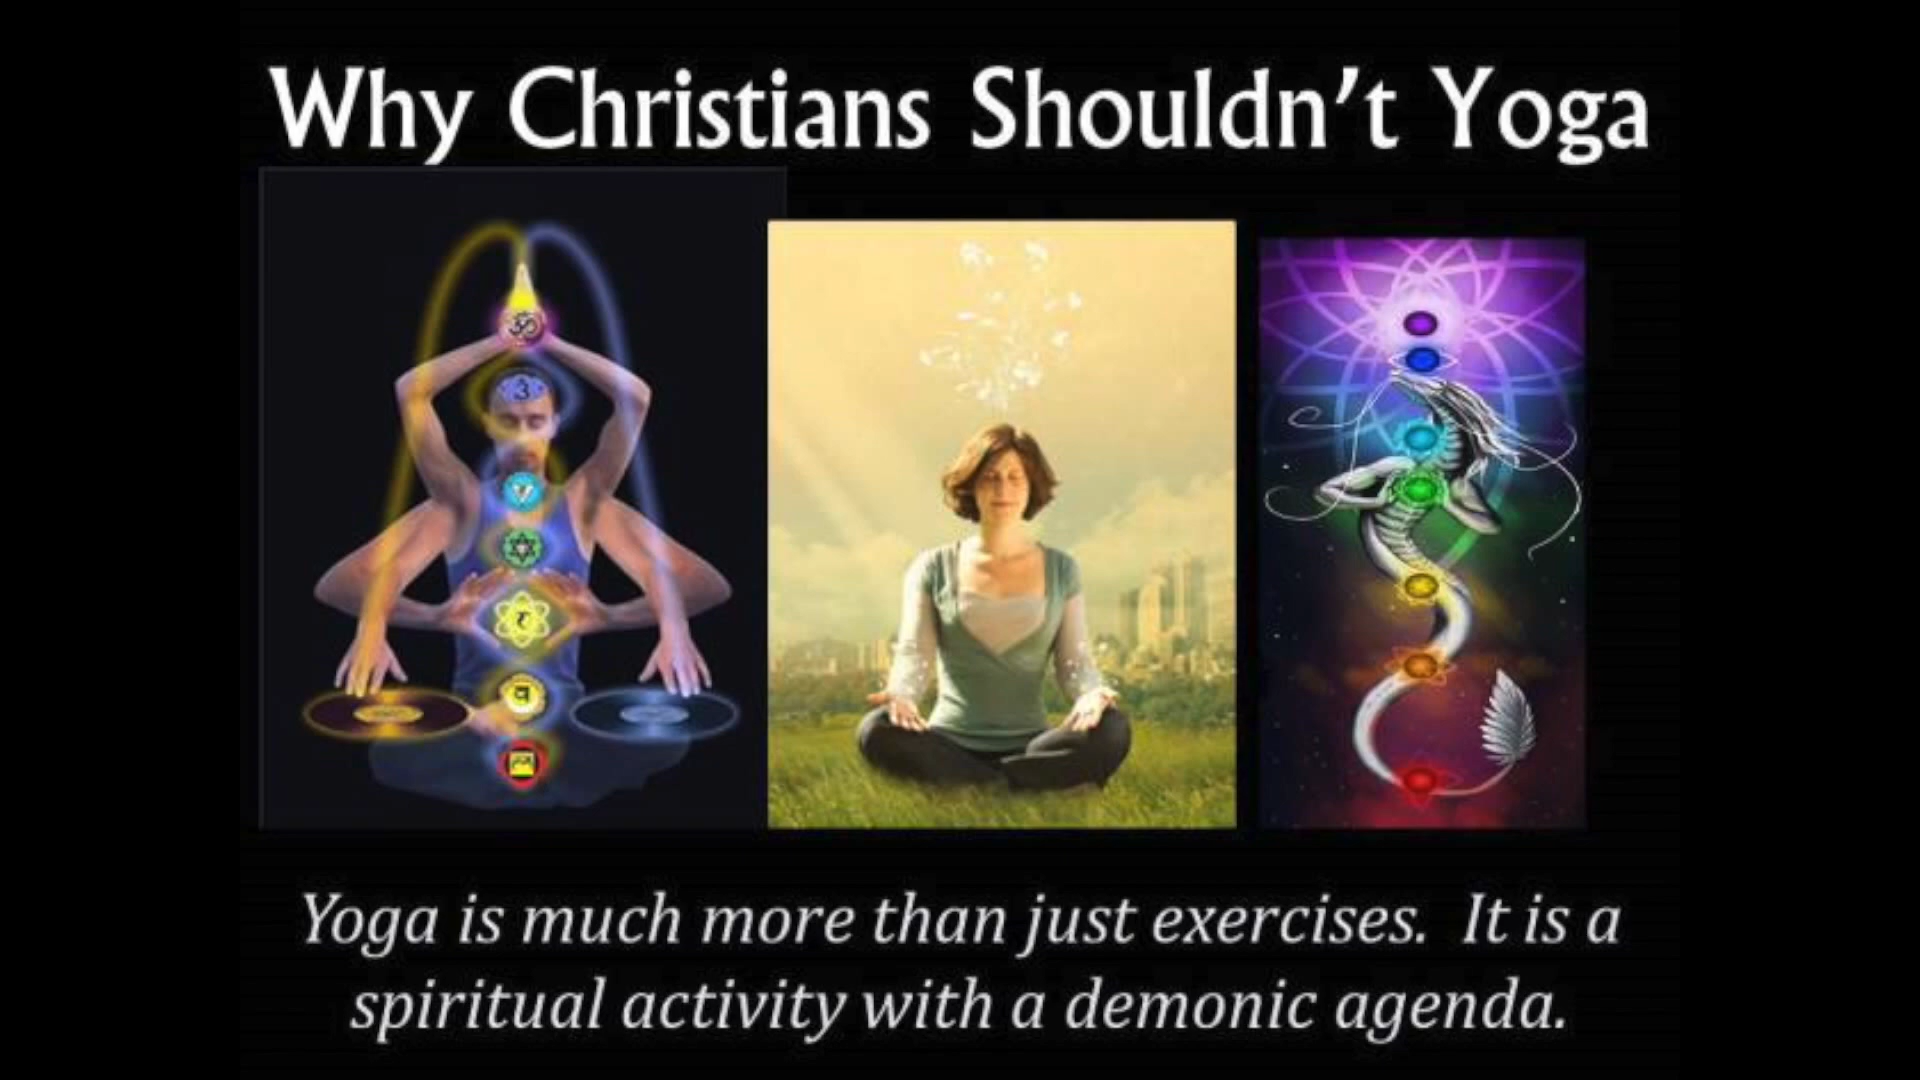 Why Christians Shouldn't Yoga
ॐ
Yoga is much more than just exercises.  It is a
spiritual activity with a demonic agenda.